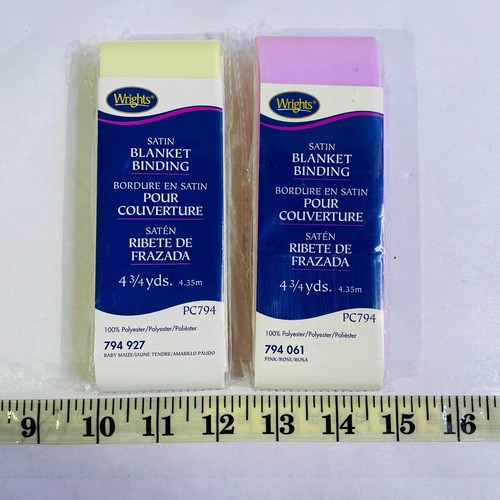 Wrights®
SATIN
BLANKET
BINDING
BORDURE EN SATIN
POUR
COUVERTURE
SATÉN
RIBETE DE
FRAZADA
4 3/4 yds. 4.35m
PC794
100% Polyester/Polyester/Poliéster
794 927
BABY MAIZE/JAUNE TENDRE/AMARILLO PÁLIDO
Wrights®
SATIN
BLANKET
BINDING
BORDURE EN SATIN
POUR
COUVERTURE
SATÉN
RIBETE DE
FRAZADA
4 3/4 yds. 4.35m
PC794
100% Polyester/Polyester/Poliéster
794 061
PINK/ROSE/ROSA
9 10 11 12 13 14 15 16